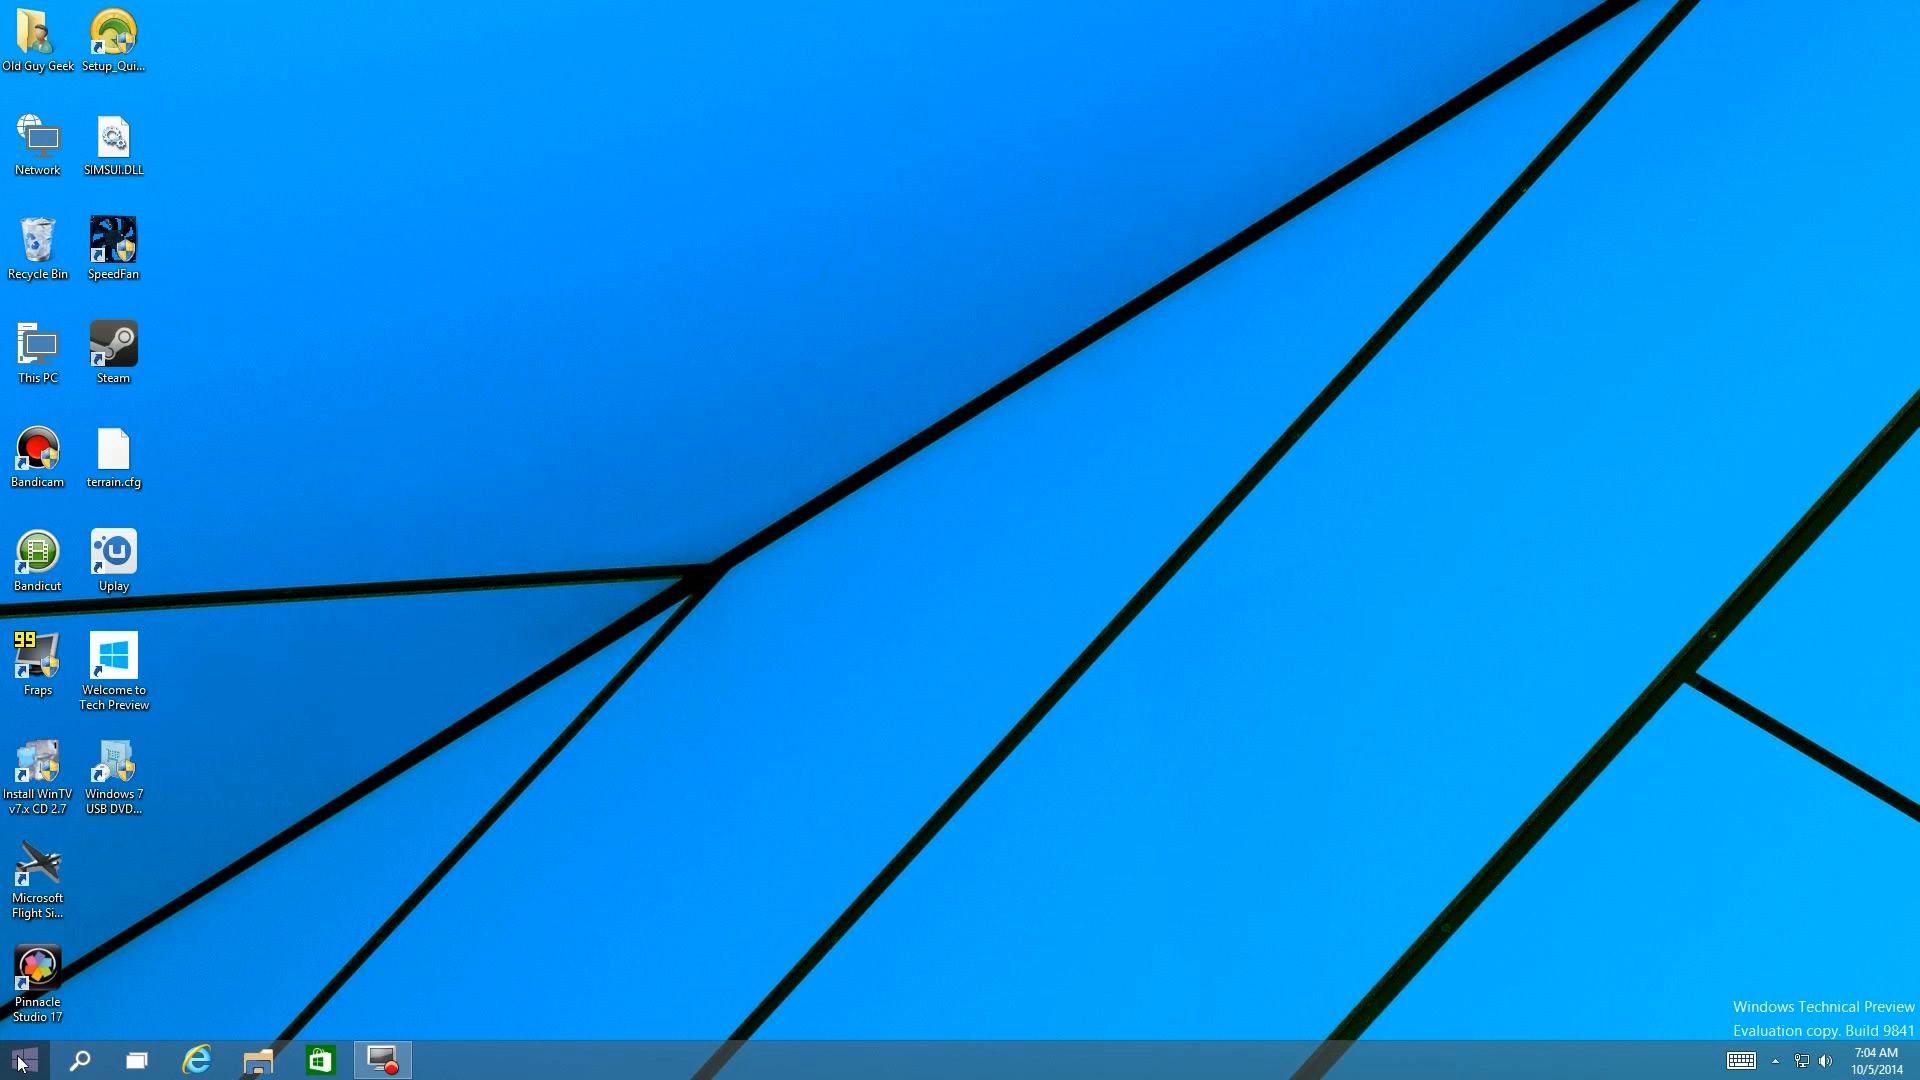 Old Guy Geek
Setup_Qui...
Network
SIMSUI.DLL
Recycle Bin
SpeedFan
This PC
Steam
Bandicam
terrain.cfg
Bandicut
Uplay
99
Fraps
Welcome to
Tech Preview
Install WinTV
v7.x CD 2.7
Windows 7
USB DVD...
Microsoft
Flight Si...
Pinnacle
Studio 17
Windows Technical Preview
Evaluation copy. Build 9841
7:04 AM
10/5/2014